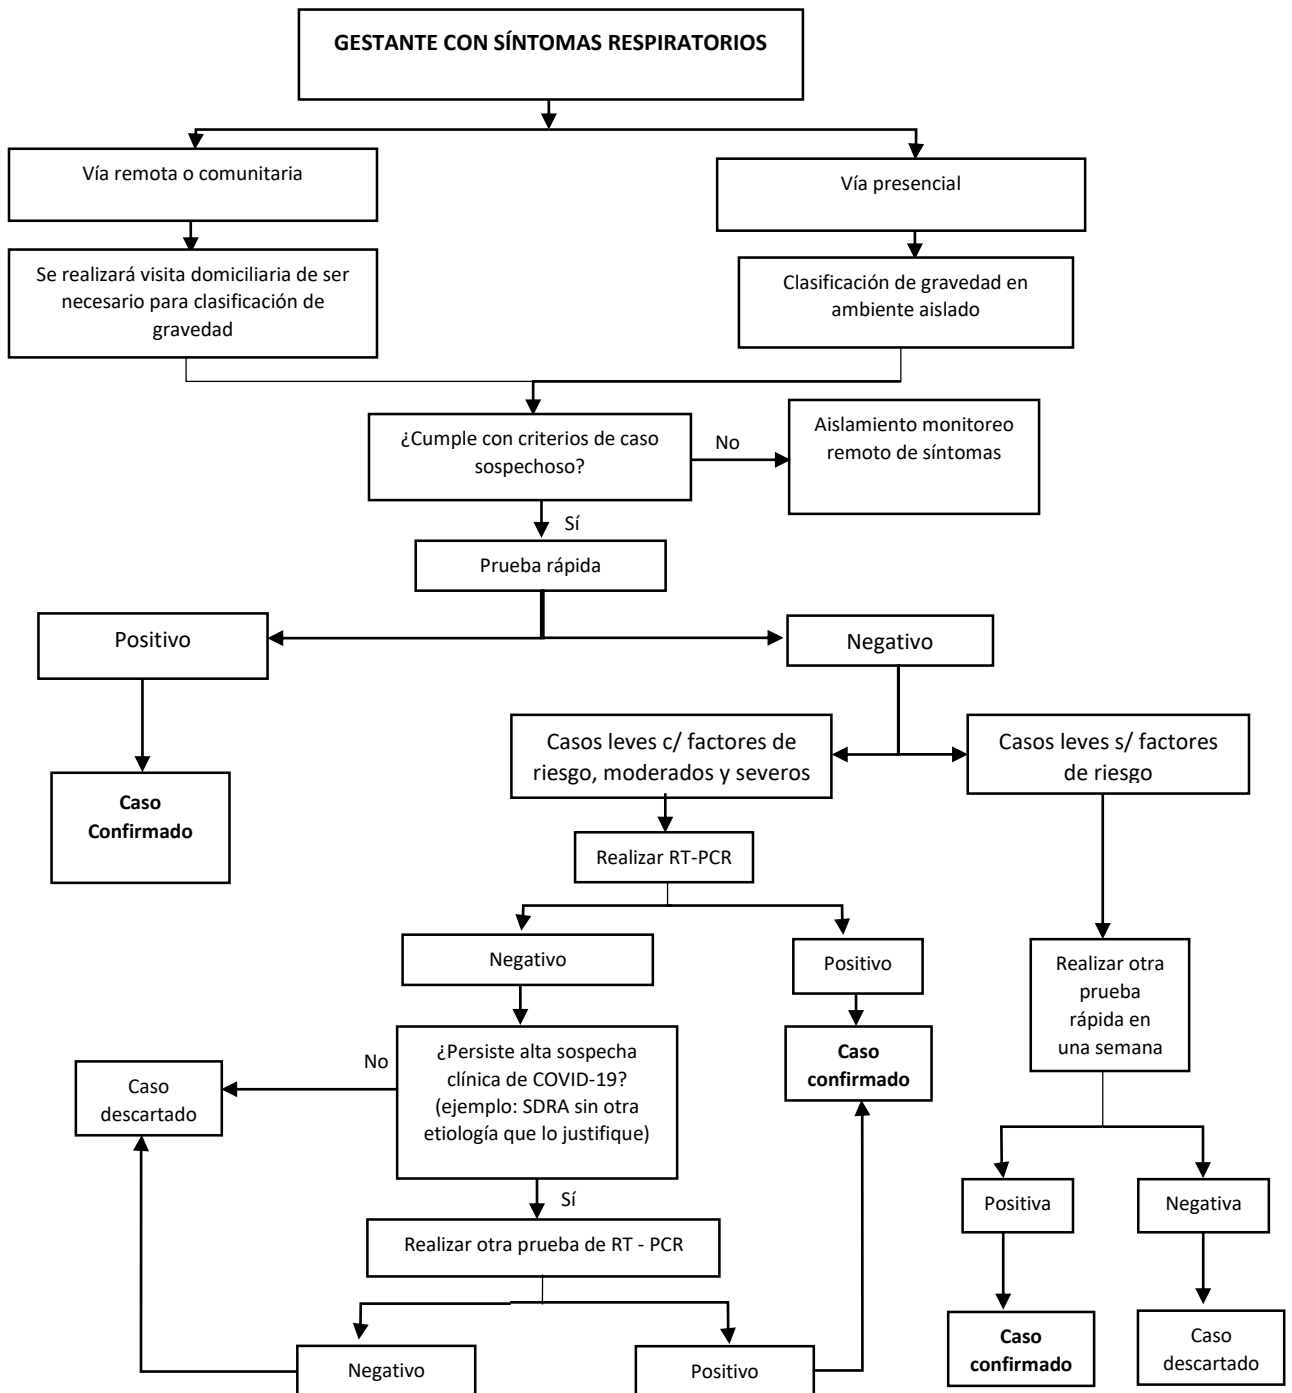 GESTANTE CON SÍNTOMAS RESPIRATORIOS
Vía remota o comunitaria
Vía presencial
Se realizará visita domiciliaria de ser
necesario para clasificación de
gravedad
Clasificación de gravedad en
ambiente aislado
¿Cumple con criterios de caso
sospechoso?
No
Aislamiento monitoreo
remoto de síntomas
Sí
Prueba rápida
Positivo
Negativo
Casos leves c/ factores de
riesgo, moderados y severos
Casos leves s/ factores
de riesgo
Caso
Confirmado
Realizar RT-PCR
Negativo
Positivo
Realizar otra
prueba
rápida en
una semana
¿Persiste alta sospecha
clínica de COVID-19?
(ejemplo: SDRA sin otra
etiología que lo justifique)
No
Caso
descartado
Caso
confirmado
Sí
Realizar otra prueba de RT - PCR
Positiva
Negativa
Negativo
Positivo
Caso
confirmado
Caso
descartado